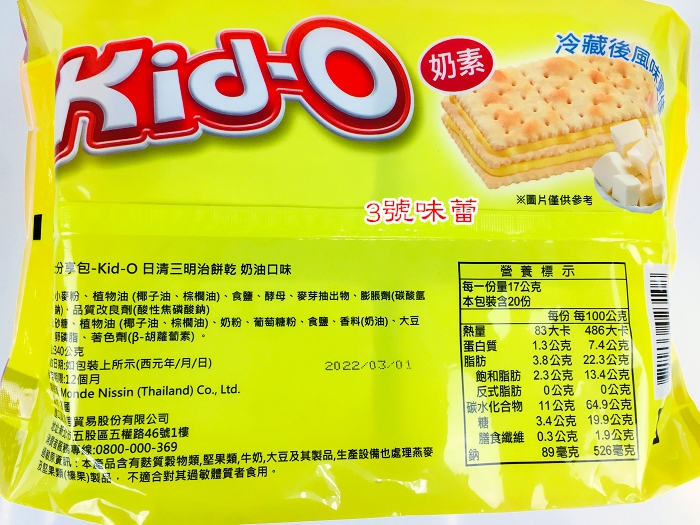 Kid-O
奶素
冷藏後風味
※圖片僅供參考
3號味蕾
分享包-Kid-O 日清三明治餅乾 奶油口味
小麥粉、植物油 (椰子油、棕櫚油)、食鹽、酵母、麥芽抽出物、膨脹劑(碳酸氫
鈉)、品質改良劑(酸性焦磷酸鈉)
砂糖、植物油 (椰子油、棕櫚油)、奶粉、葡萄糖粉、食鹽、香料(奶油)、大豆
卵磷脂、著色劑(β-胡蘿蔔素) 。
340公克
日期:如包裝上所示(西元年/月/日)
2022/03/01
期限:12個月
Monde Nissin (Thailand) Co., Ltd.
貿易股份有限公司
五股區五權路46號1樓
專線:0800-000-369
資訊：本產品含有麩質穀物類,堅果類,牛奶,大豆及其製品,生產設備也處理燕麥
類(榛果)製品， 不適合對其過敏體質者食用。
營養標示
每一份量17公克
本包裝含20份
每份 每100公克
熱量 83大卡 486大卡
蛋白質 1.3公克 7.4公克
脂肪 3.8公克 22.3公克
飽和脂肪 2.3公克 13.4公克
反式脂肪 0公克 0公克
碳水化合物 11公克 64.9公克
糖 3.4公克 19.9公克
膳食纖維 0.3公克 1.9公克
鈉 89毫克 526毫克